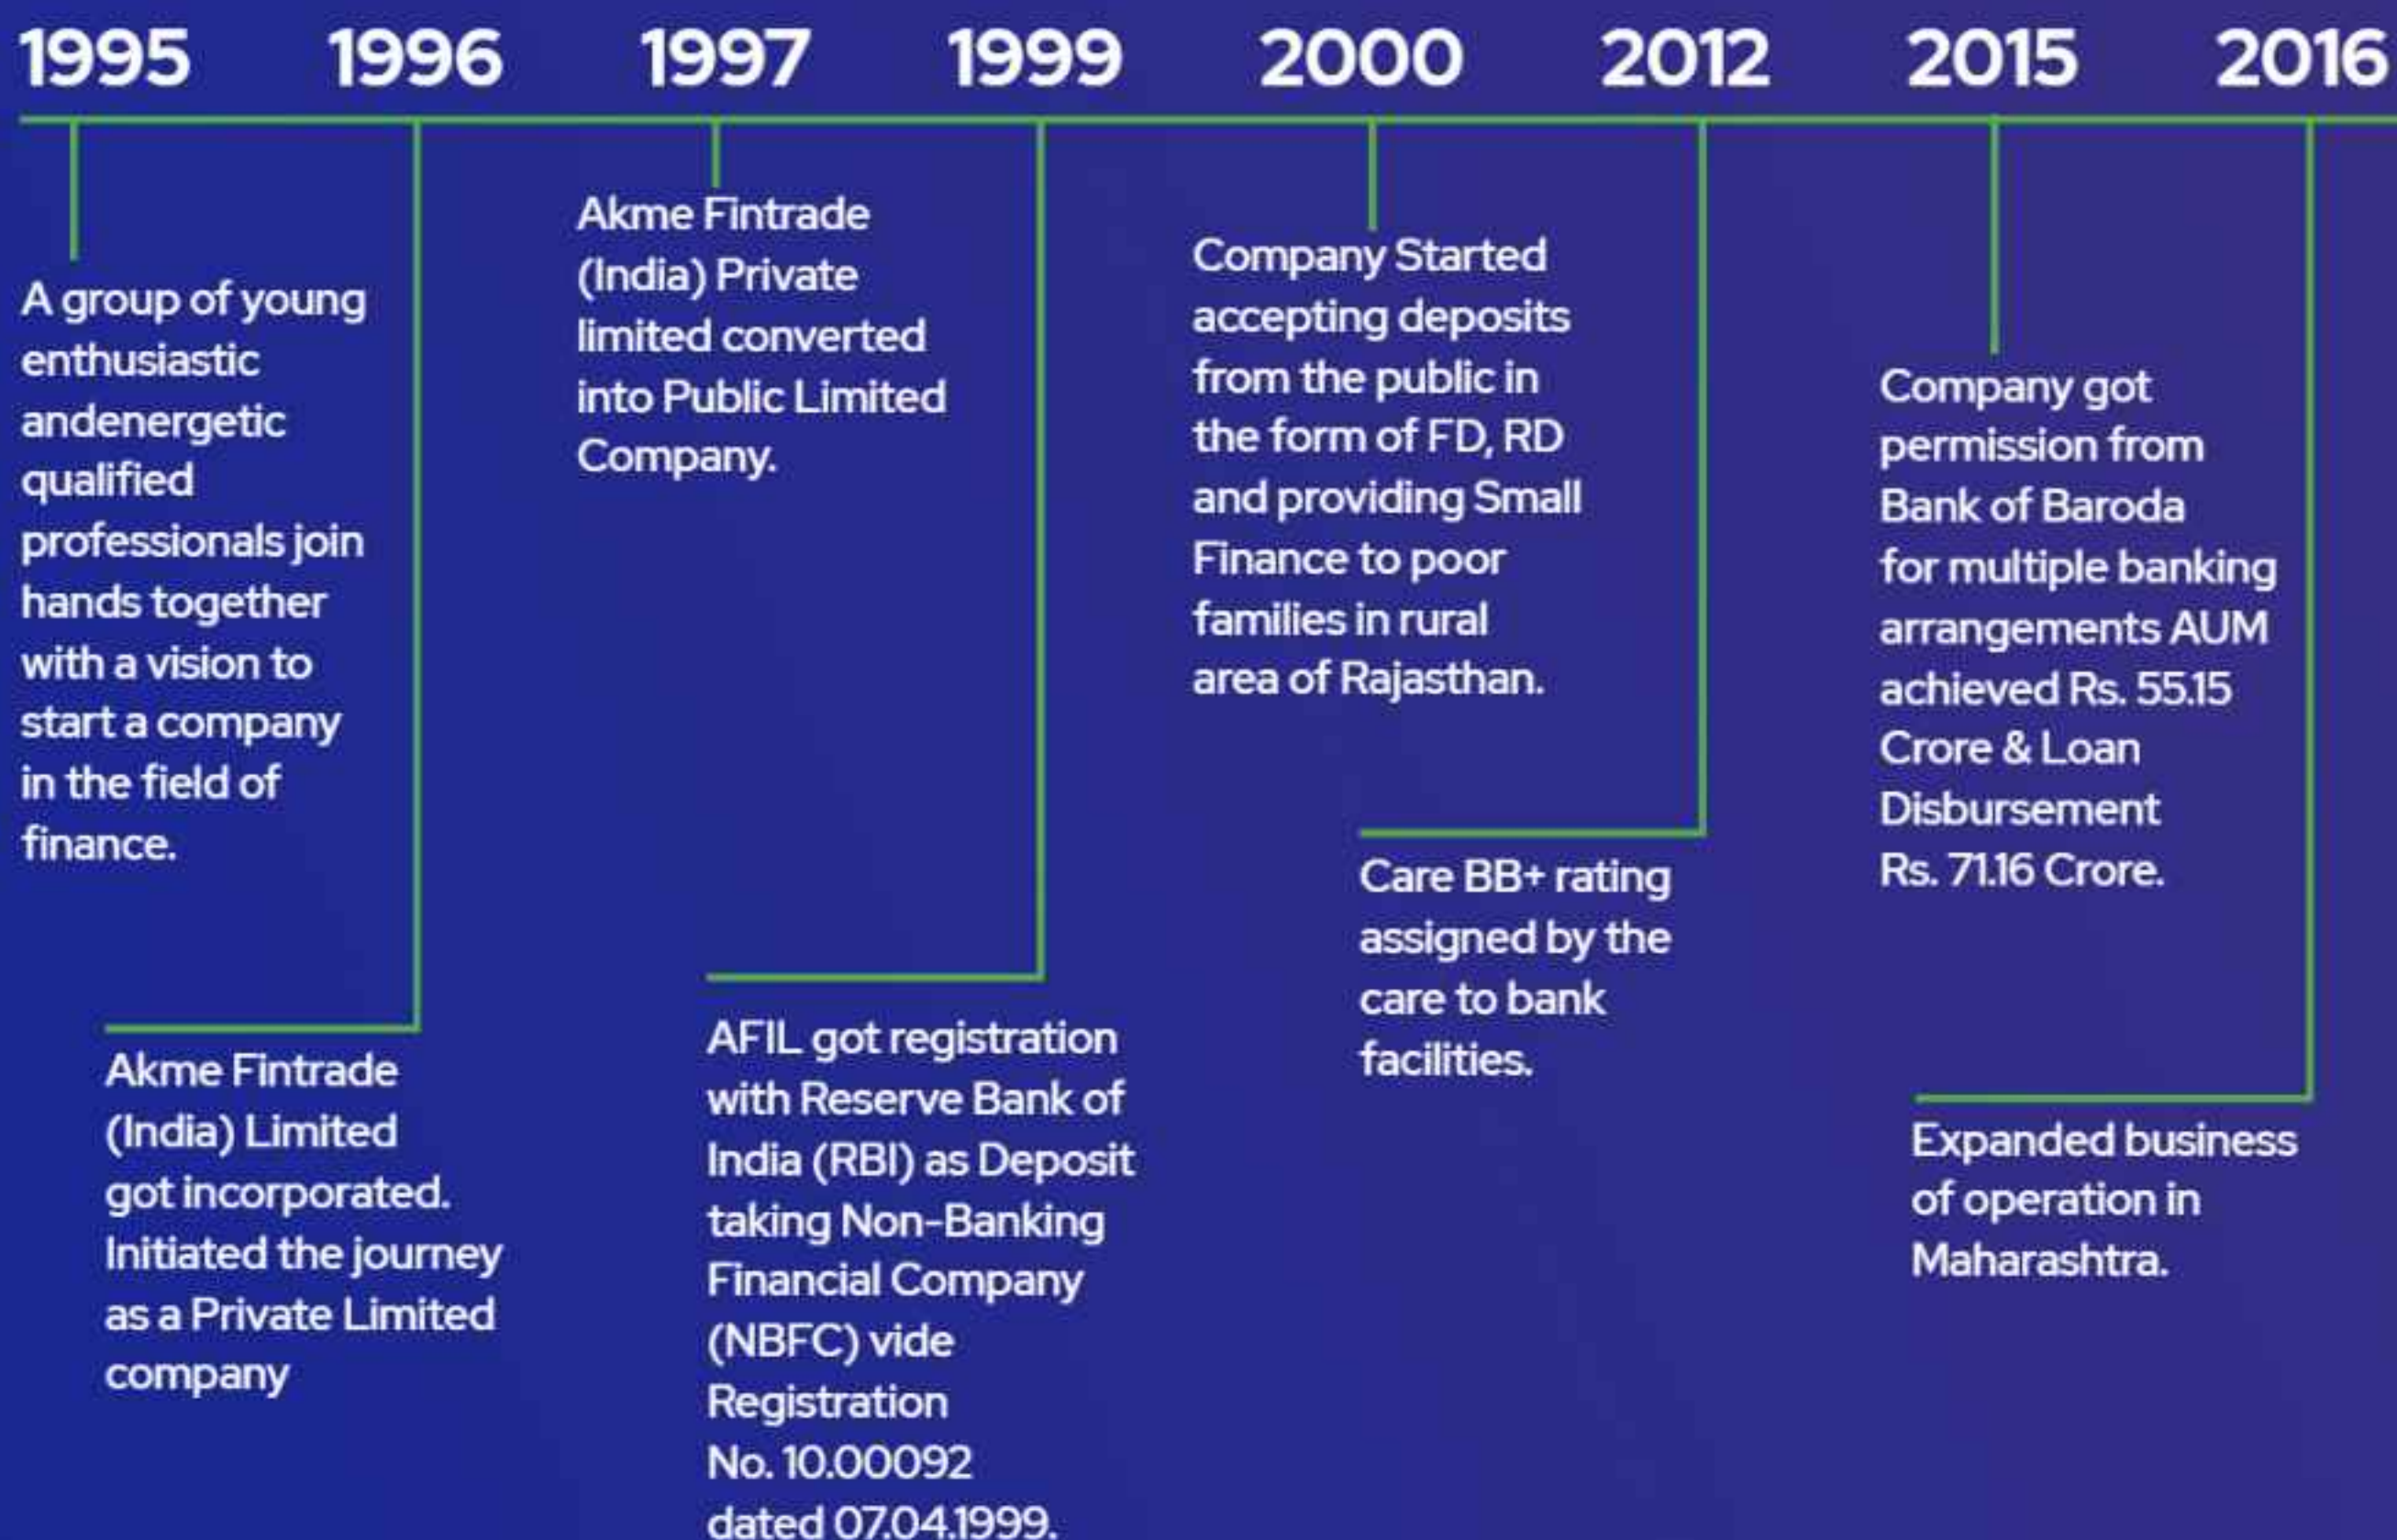 1995 1996 1997 1999 2000 2012 2015 2016
A group of young
enthusiastic
andenergetic
qualified
professionals join
hands together
with a vision to
start a company
in the field of
finance.
Akme Fintrade
(India) Limited
got incorporated.
Initiated the journey
as a Private Limited
company
Akme Fintrade
(India) Private
limited converted
into Public Limited
Company.
AFIL got registration
with Reserve Bank of
India (RBI) as Deposit
taking Non-Banking
Financial Company
(NBFC) vide
Registration
No. 10.00092
dated 07.04.1999.
Company Started
accepting deposits
from the public in
the form of FD, RD
and providing Small
Finance to poor
families in rural
area of Rajasthan.
Care BB+ rating
assigned by the
care to bank
facilities.
Company got
permission from
Bank of Baroda
for multiple banking
arrangements AUM
achieved Rs. 55.15
Crore & Loan
Disbursement
Rs. 71.16 Crore.
Expanded business
of operation in
Maharashtra.